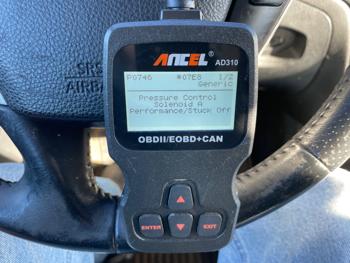 SRS
AIRBAG
ANCEL®
AD310
P0746 *07E8 1/2
Generic
Pressure Control
Solenoid A
Performance/Stuck Off
OBDII/EOBD+CAN
ENTER
EXIT